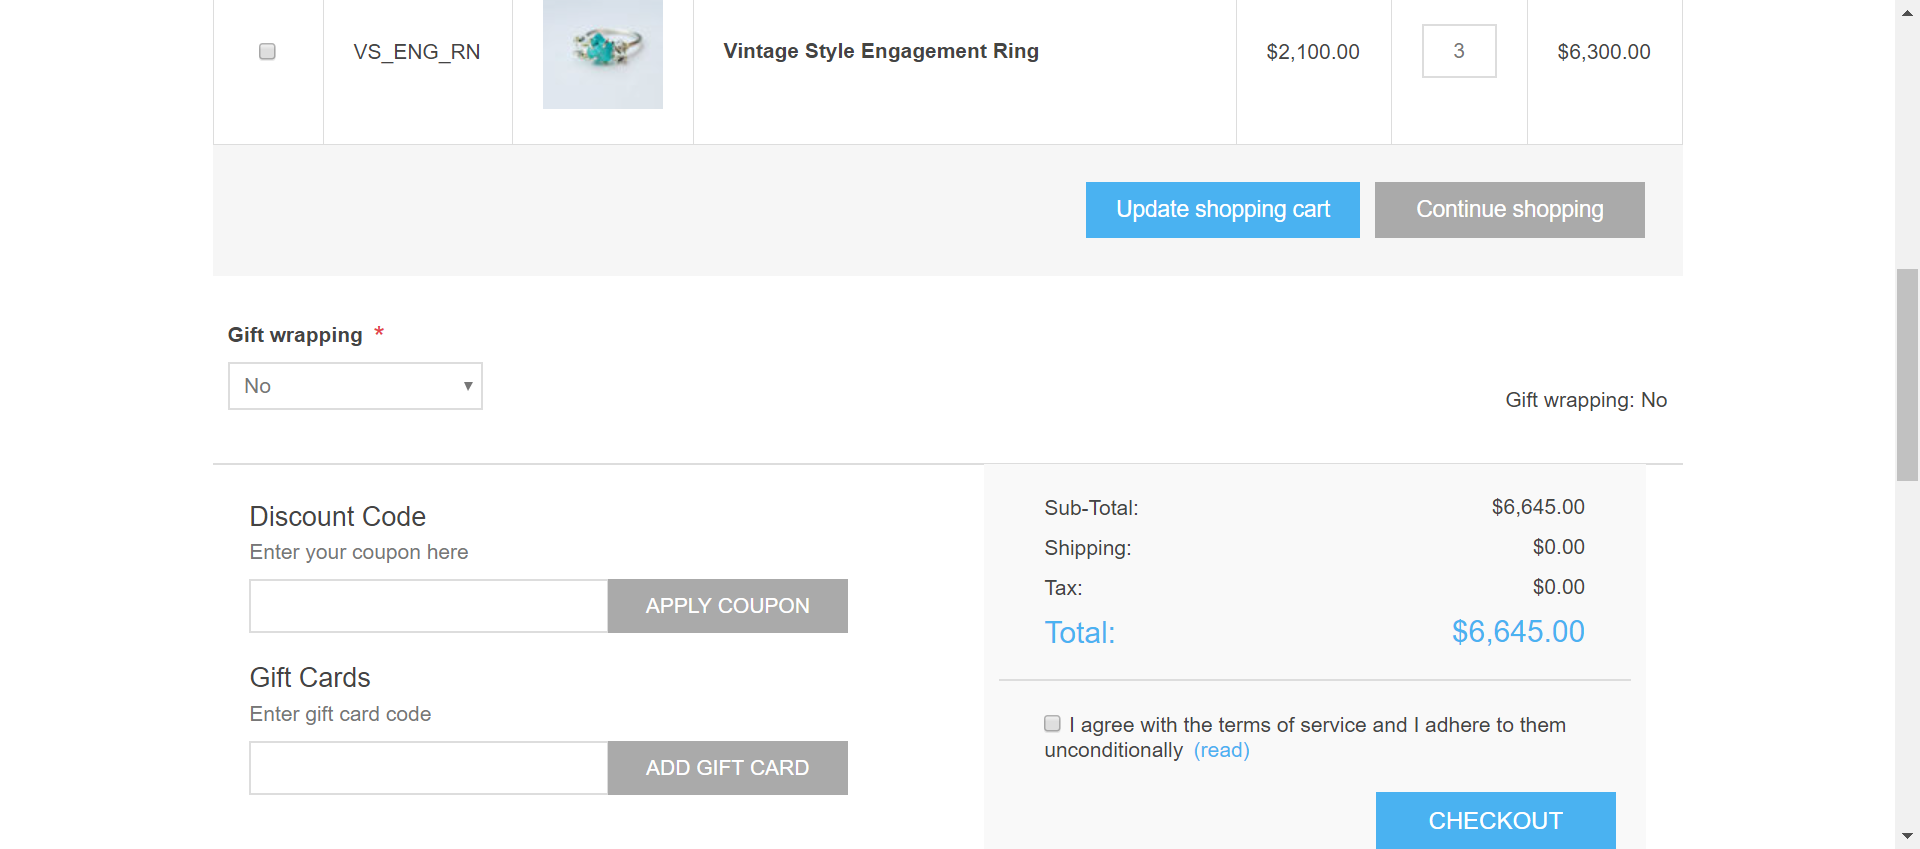 VS_ENG_RN Vintage Style Engagement Ring $2,100.00 3 $6,300.00
Update shopping cart Continue shopping
Gift wrapping *
No
Gift wrapping: No
Discount Code
Enter your coupon here
APPLY COUPON
Gift Cards
Enter gift card code
ADD GIFT CARD
Sub-Total: $6,645.00
Shipping: $0.00
Tax: $0.00
Total: $6,645.00
I agree with the terms of service and I adhere to them
unconditionally (read)
CHECKOUT